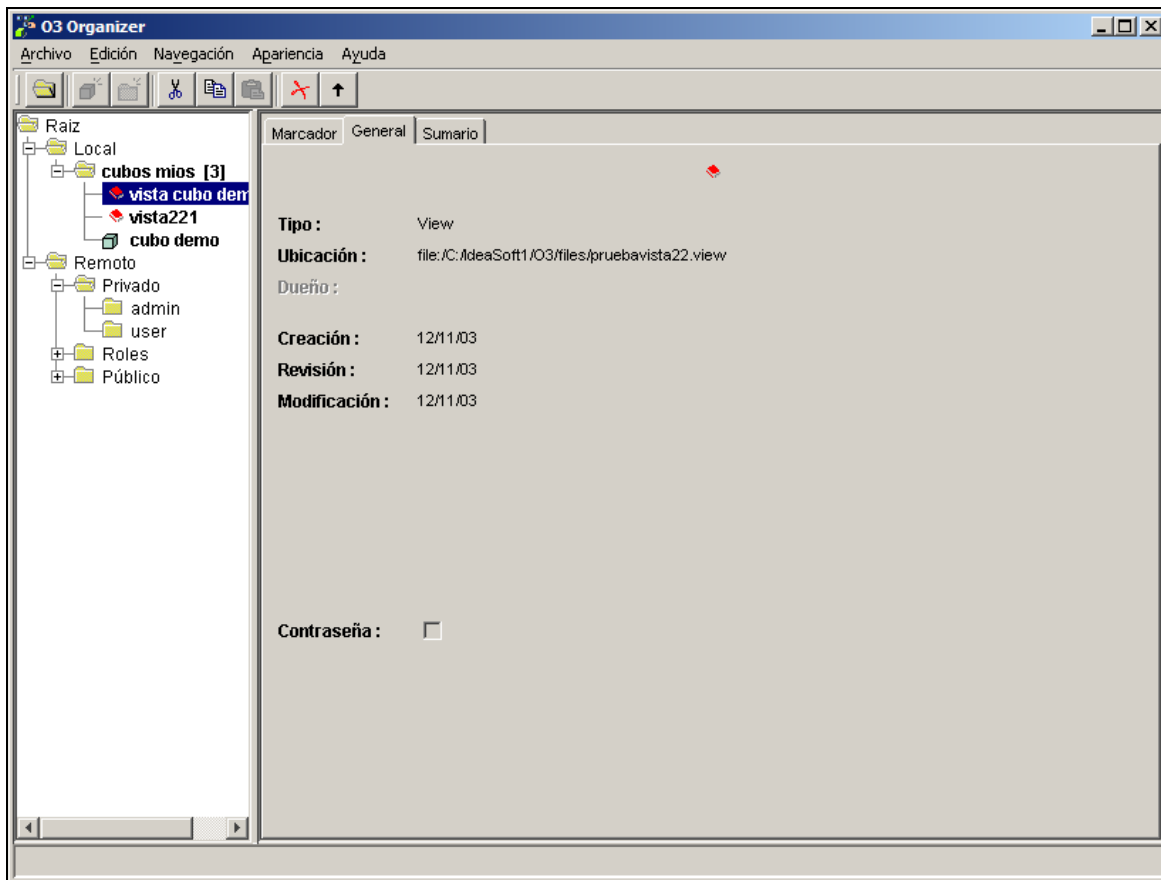 O3 Organizer
Archivo Edición Navegación Apariencia Ayuda
Raiz
Local
cubos mios [3]
vista cubo dem
vista221
cubo demo
Remoto
Privado
admin
user
Roles
Público
Marcador General Sumario
Tipo : View
Ubicación : file:/C:/IdeaSoft1/O3/files/pruebavista22.view
Dueño :
Creación : 12/11/03
Revisión : 12/11/03
Modificación : 12/11/03
Contraseña :